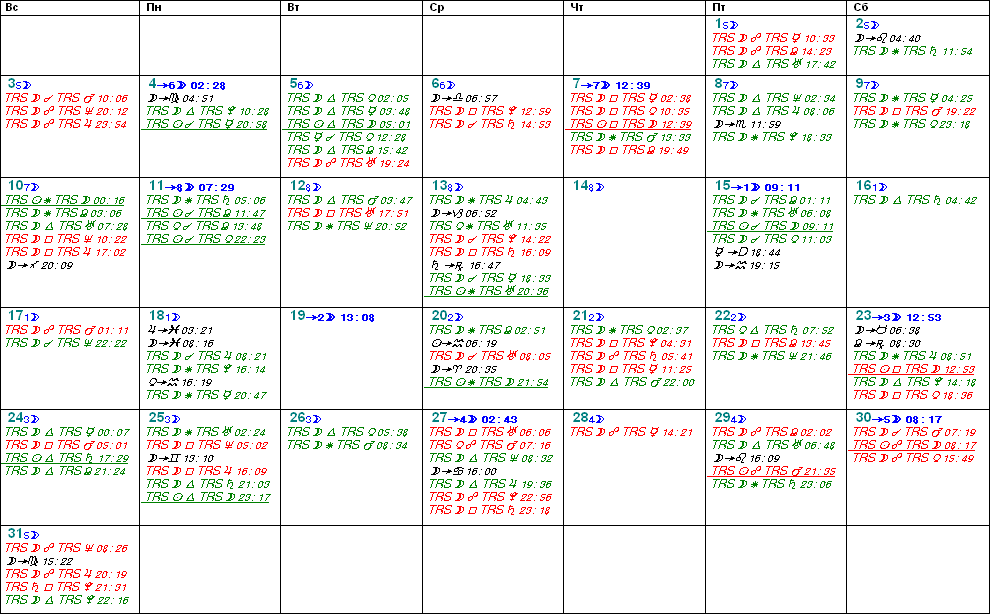 Вс Пн Вт Ср Чт Пт Сб
1 5☽
TRS ☽ ☍ TRS ☿ 10:33
TRS ☽ ☍ TRS ☊ 14:23
TRS ☽ △ TRS ♅ 17:42
2 5☽
☽→♌ 04:40
TRS ☽ ⚹ TRS ♄ 11:54
3 5☽
TRS ☽ ☌ TRS ♂ 10:06
TRS ☽ ☍ TRS ♆ 20:12
TRS ☽ ☍ TRS ♃ 23:54
4→6☽ 02:28
☽→♍ 04:51
TRS ☽ △ TRS ♇ 10:28
TRS ☉ ☌ TRS ☿ 20:58
5 6☽
TRS ☽ △ TRS ♀ 02:05
TRS ☽ △ TRS ☿ 03:48
TRS ☉ △ TRS ☽ 05:01
TRS ☿ ☌ TRS ♀ 12:28
TRS ☽ △ TRS ☊ 15:42
TRS ☽ ☍ TRS ♅ 19:24
6 6☽
☽→♎ 06:57
TRS ☽ □ TRS ♇ 12:59
TRS ☽ ☌ TRS ♄ 14:53
7→7☽ 12:39
TRS ☽ □ TRS ☿ 02:38
TRS ☽ □ TRS ♀ 10:35
TRS ☉ □ TRS ☽ 12:39
TRS ☽ ⚹ TRS ♂ 13:33
TRS ☽ □ TRS ☊ 19:49
8 7☽
TRS ☽ △ TRS ♆ 02:34
TRS ☽ △ TRS ♃ 08:06
☽→♏ 11:59
TRS ☽ ⚹ TRS ♇ 18:33
9 7☽
TRS ☽ ⚹ TRS ☿ 04:25
TRS ☽ □ TRS ♂ 19:22
TRS ☽ ⚹ TRS ♀ 23:18
10 7☽
TRS ☉ ⚹ TRS ☽ 00:16
TRS ☽ ⚹ TRS ☊ 03:06
TRS ☽ △ TRS ♅ 07:28
TRS ☽ □ TRS ♆ 10:22
TRS ☽ □ TRS ♃ 17:02
☽→♐ 20:09
11→8☽ 07:29
TRS ☽ ⚹ TRS ♄ 05:06
TRS ☉ ☌ TRS ☊ 11:47
TRS ♀ ☌ TRS ☊ 13:48
TRS ☉ ☌ TRS ♀ 22:23
12 8☽
TRS ☽ △ TRS ♂ 03:47
TRS ☽ □ TRS ♅ 17:51
TRS ☽ ⚹ TRS ♆ 20:52
13 8☽
TRS ☽ ⚹ TRS ♃ 04:43
☽→♑ 06:52
TRS ♀ ⚹ TRS ♅ 11:35
TRS ☽ ☌ TRS ♇ 14:22
TRS ☽ □ TRS ♄ 16:09
♄→℞ 16:47
TRS ☽ ☌ TRS ☿ 18:33
TRS ☉ ⚹ TRS ♅ 20:36
14 8☽
15→1☽ 09:11
TRS ☽ ☌ TRS ☊ 01:11
TRS ☽ ⚹ TRS ♅ 06:08
TRS ☉ ☌ TRS ☽ 09:11
TRS ☽ ☌ TRS ♀ 11:03
☿→D 18:44
☽→♒ 19:15
16 1☽
TRS ☽ △ TRS ♄ 04:42
17 1☽
TRS ☽ ☍ TRS ♂ 01:11
TRS ☽ ☌ TRS ♆ 22:22
18 1☽
♃→♓ 03:21
☽→♓ 08:16
TRS ☽ ☌ TRS ♃ 08:21
TRS ☽ ⚹ TRS ♇ 16:14
♀→♒ 16:19
TRS ☽ ⚹ TRS ☿ 20:47
19→2☽ 13:08
20 2☽
TRS ☽ ⚹ TRS ☊ 02:51
☉→♒ 06:19
TRS ☽ ☌ TRS ♅ 08:05
☽→♈ 20:35
TRS ☉ ⚹ TRS ☽ 21:54
21 2☽
TRS ☽ ⚹ TRS ♀ 02:37
TRS ☽ □ TRS ♇ 04:31
TRS ☽ ☍ TRS ♄ 05:41
TRS ☽ □ TRS ☿ 11:25
TRS ☽ △ TRS ♂ 22:00
22 2☽
TRS ♀ △ TRS ♄ 07:52
TRS ☽ □ TRS ☊ 13:45
TRS ☽ ⚹ TRS ♆ 21:46
23→3☽ 12:53
☽→♉ 06:38
☊→℞ 08:30
TRS ☽ ⚹ TRS ♃ 08:51
TRS ☉ □ TRS ☽ 12:53
TRS ☽ △ TRS ♇ 14:18
TRS ☽ □ TRS ♀ 18:36
24 3☽
TRS ☽ △ TRS ☿ 00:07
TRS ☽ □ TRS ♂ 05:01
TRS ☉ △ TRS ♄ 17:29
TRS ☽ △ TRS ☊ 21:24
25 3☽
TRS ☽ ⚹ TRS ♅ 02:24
TRS ☽ □ TRS ♆ 05:02
☽→♊ 13:10
TRS ☽ □ TRS ♃ 16:09
TRS ☽ △ TRS ♄ 21:03
TRS ☉ △ TRS ☽ 23:17
26 3☽
TRS ☽ △ TRS ♀ 05:38
TRS ☽ ⚹ TRS ♂ 08:34
27→4☽ 02:43
TRS ☽ □ TRS ♅ 06:06
TRS ♀ ☍ TRS ♂ 07:16
TRS ☽ △ TRS ♆ 08:32
☽→♋ 16:00
TRS ☽ △ TRS ♃ 19:36
TRS ☽ ☍ TRS ♇ 22:56
TRS ☽ □ TRS ♄ 23:18
28 4☽
TRS ☽ ☍ TRS ☿ 14:21
29 4☽
TRS ☽ ☍ TRS ☊ 02:02
TRS ☽ △ TRS ♅ 06:48
☽→♌ 16:09
TRS ☉ ☍ TRS ♂ 21:35
TRS ☽ ⚹ TRS ♄ 23:06
30→5☽ 08:17
TRS ☽ ☌ TRS ♂ 07:19
TRS ☉ ☍ TRS ☽ 08:17
TRS ☽ ☍ TRS ♀ 15:49
31 5☽
TRS ☽ ☍ TRS ♆ 08:26
☽→♍ 15:22
TRS ☽ ☍ TRS ♃ 20:19
TRS ♄ □ TRS ♇ 21:31
TRS ☽ △ TRS ♇ 22:16